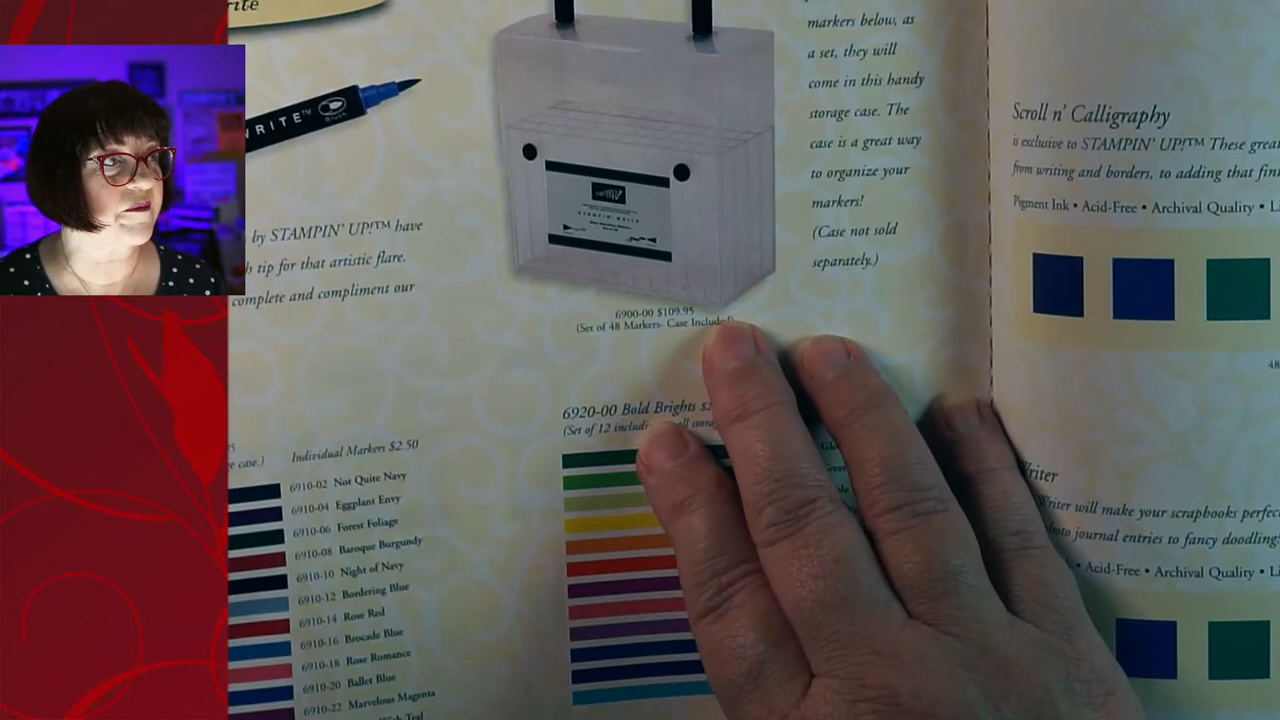 rite
WRITE™
Brush
by STAMPIN' UP!™ have
tip for that artistic flare.
complete and compliment our
markers below, as
a set, they will
come in this handy
storage case. The
case is a great way
to organize your
markers!
(Case not sold
separately.)
STAMPIN' WRITE
6900-00 $109.95
(Set of 48 Markers- Case Included)
Individual Markers $2.50
case.)
6910-02 Not Quite Navy
6910-04 Eggplant Envy
6910-06 Forest Foliage
6910-08 Baroque Burgundy
6910-10 Night of Navy
6910-12 Bordering Blue
6910-14 Rose Red
6910-16 Brocade Blue
6910-18 Rose Romance
6910-20 Ballet Blue
6910-22 Marvelous Magenta
Teal
6920-00 Bold Brights
(Set of 12
Scroll n' Calligraphy
is exclusive to STAMPIN' UP!™ These
from writing and borders, to adding that
Pigment Ink • Acid-Free • Archival Quality •
48
Writer
Writer will make your scrapbooks
journal entries to fancy doodling!
• Acid-Free • Archival Quality •